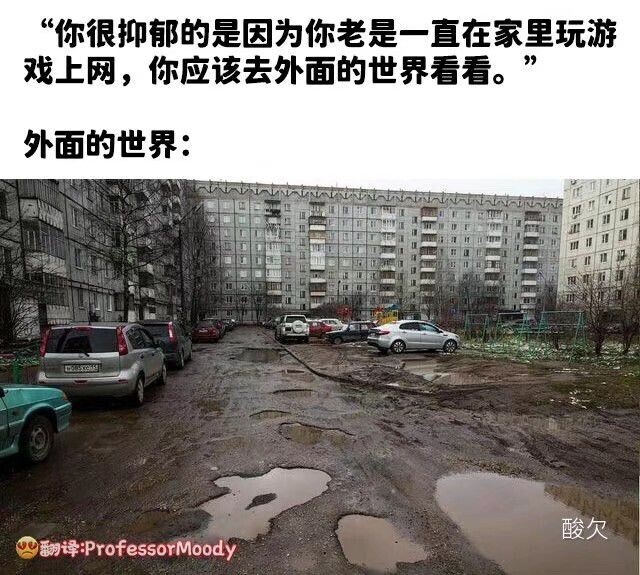 “你很抑郁的是因为你老是一直在家里玩游
戏上网，你应该去外面的世界看看。”
外面的世界：
翻译:ProfessorMoody
酸欠